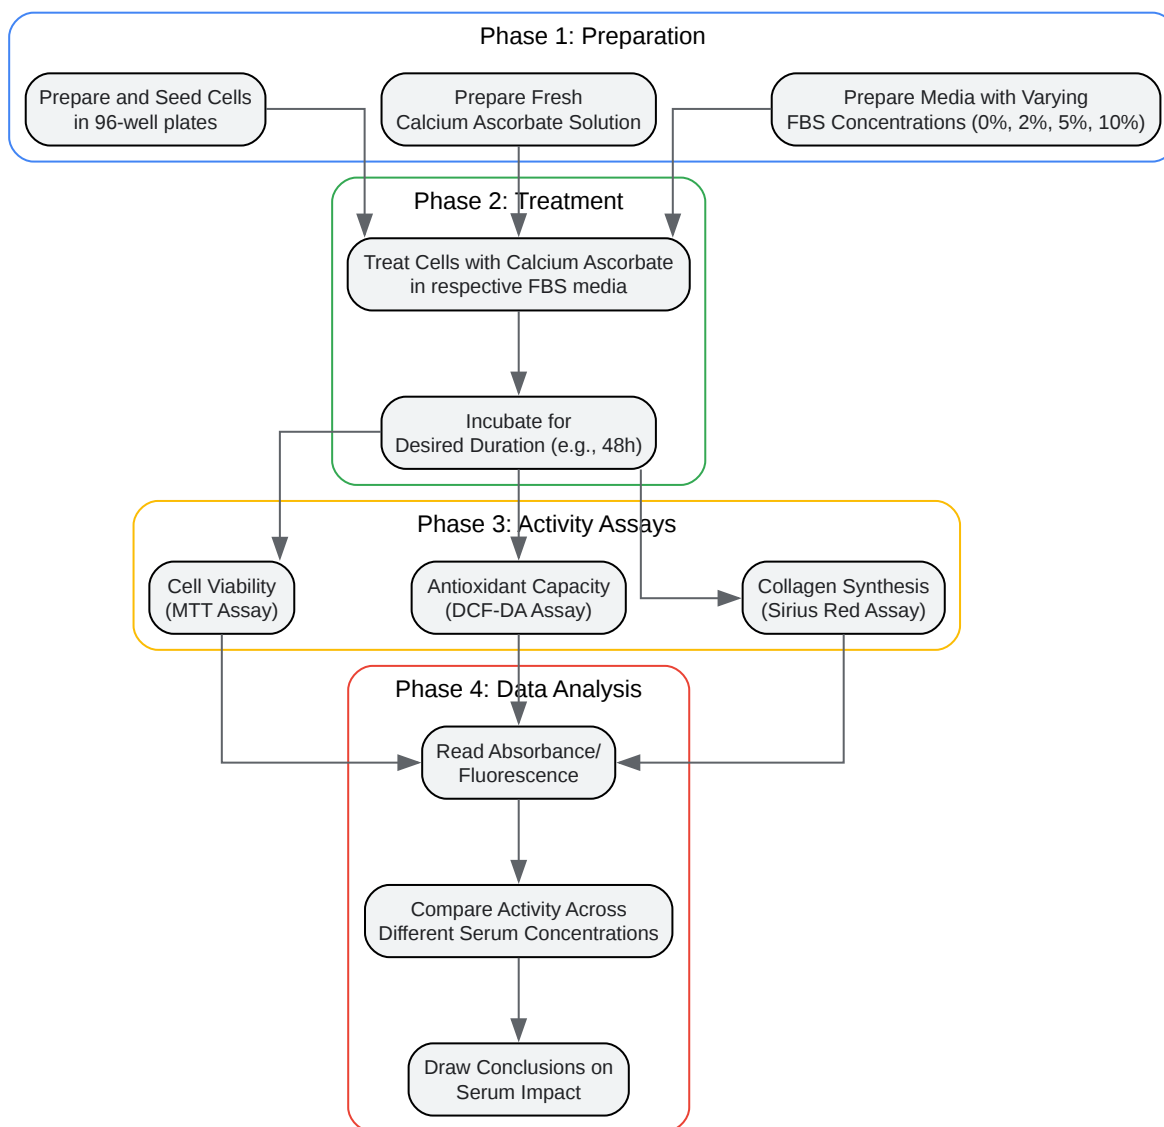 Phase 1: Preparation
Prepare and Seed Cells
in 96-well plates
Prepare Fresh
Calcium Ascorbate Solution
Prepare Media with Varying
FBS Concentrations (0%, 2%, 5%, 10%)
Phase 2: Treatment
Treat Cells with Calcium Ascorbate
in respective FBS media
Incubate for
Desired Duration (e.g., 48h)
Phase 3: Activity Assays
Cell Viability
(MTT Assay)
Antioxidant Capacity
(DCF-DA Assay)
Collagen Synthesis
(Sirius Red Assay)
Phase 4: Data Analysis
Read Absorbance/
Fluorescence
Compare Activity Across
Different Serum Concentrations
Draw Conclusions on
Serum Impact